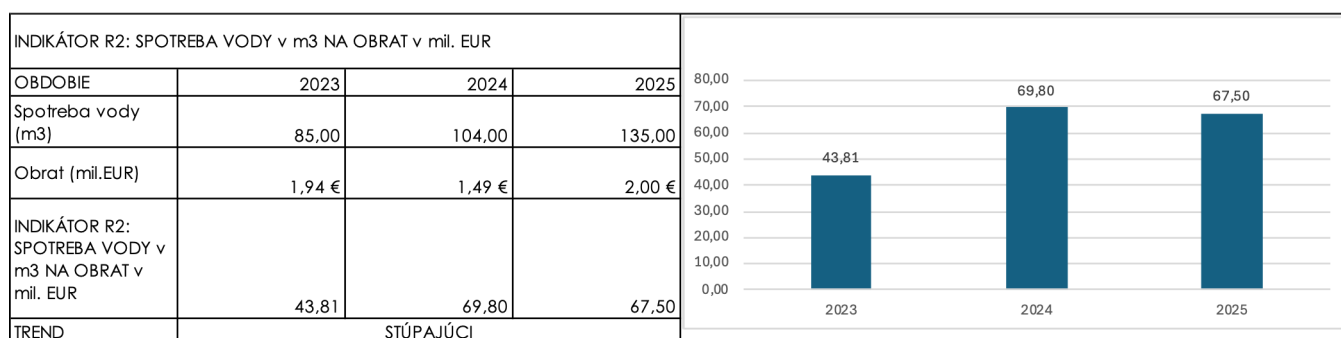 INDIKÁTOR R2: SPOTREBA VODY v m3 NA OBRAT v mil. EUR
OBDOBIE 2023 2024 2025
Spotreba vody
(m3) 85,00 104,00 135,00
Obrat (mil.EUR)
1,94 € 1,49 € 2,00 €
INDIKÁTOR R2:
SPOTREBA VODY v
m3 NA OBRAT v
mil. EUR
43,81 69,80 67,50
TREND STÚPAJÚCI
80,00
70,00
60,00
50,00
40,00
30,00
20,00
10,00
0,00
43,81
69,80
67,50
2023 2024 2025